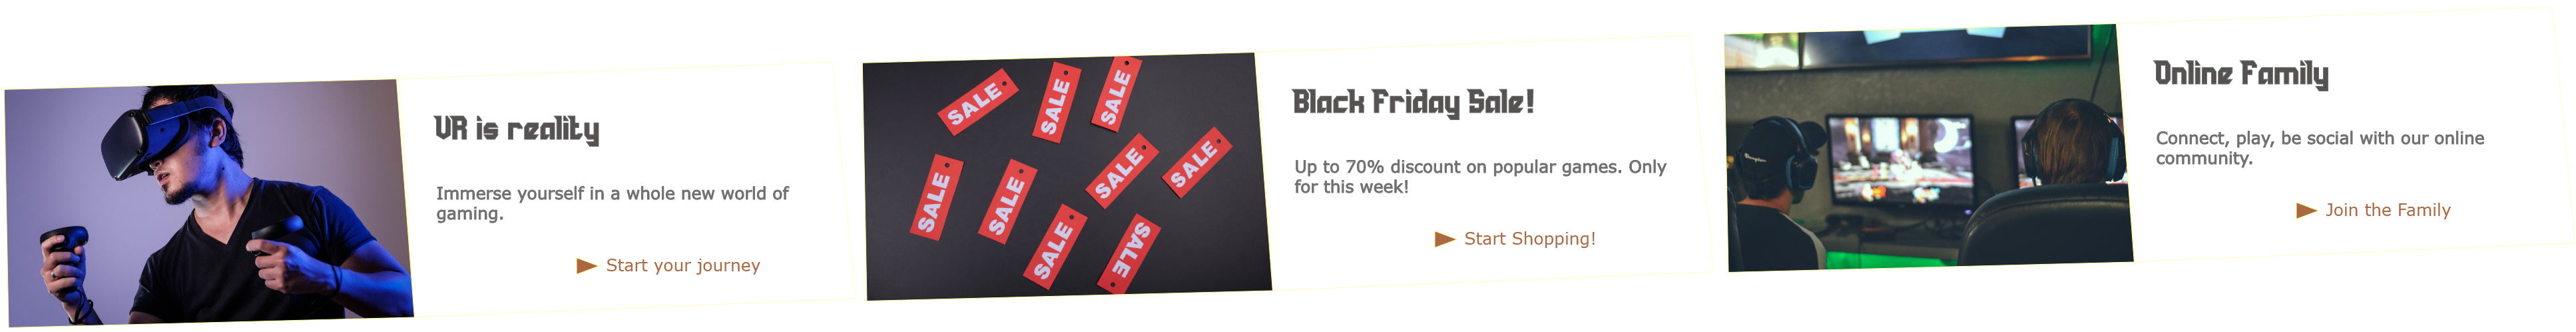 VR is reality
Immerse yourself in a whole new world of
gaming.
Start your journey
SALE
SALE
SALE
SALE
SALE
SALE
SALE
SALE
SALE
Black Friday Sale!
Up to 70% discount on popular games. Only
for this week!
Start Shopping!
Online Family
Connect, play, be social with our online
community.
Join the Family